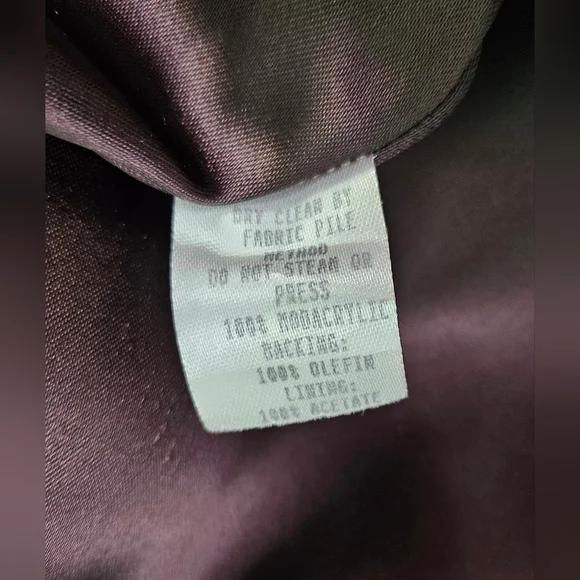 DRY CLEAN BY
FABRIC PILE
METHOD
DO NOT STEAM OR
PRESS
100% MODACRYLIC
BACKING:
100% OLEFIN
LINING:
100% ACETATE